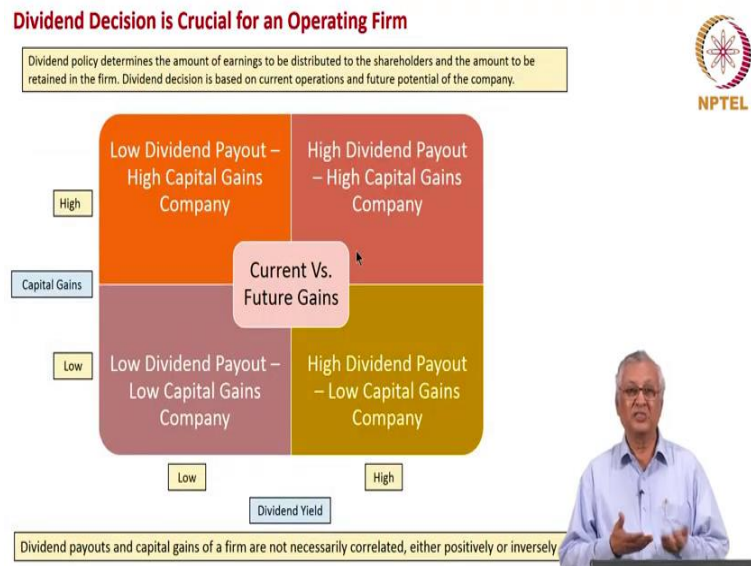 Dividend Decision is Crucial for an Operating Firm
Dividend policy determines the amount of earnings to be distributed to the shareholders and the amount to be
retained in the firm. Dividend decision is based on current operations and future potential of the company.
NPTEL
Low Dividend Payout –
High Capital Gains
Company
High Dividend Payout
– High Capital Gains
Company
High
Current Vs.
Future Gains
Capital Gains
Low
Low Dividend Payout –
Low Capital Gains
Company
High Dividend Payout
– Low Capital Gains
Company
Low
High
Dividend Yield
Dividend payouts and capital gains of a firm are not necessarily correlated, either positively or inversely